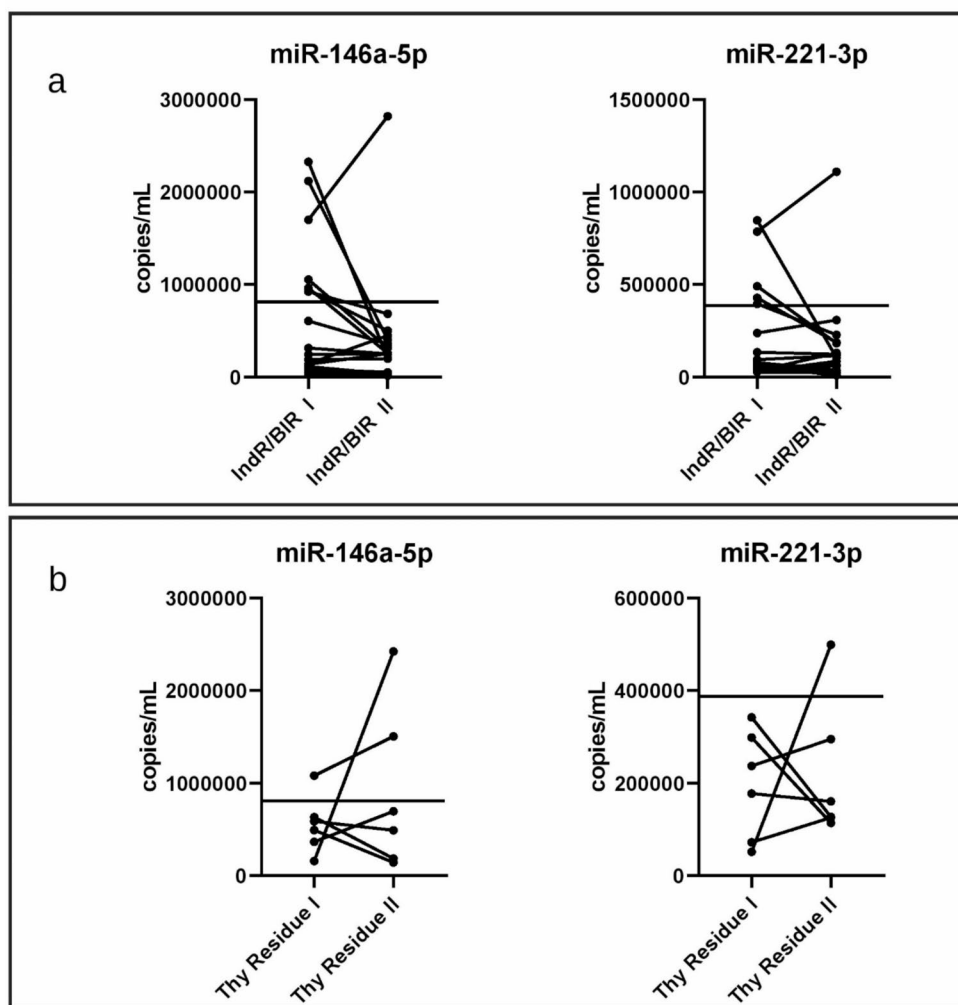 a
miR-146a-5p
3000000
2000000
1000000
0
copies/mL
IndR/BIR I
IndR/BIR II
miR-221-3p
1500000
1000000
500000
0
copies/mL
IndR/BIR I
IndR/BIR II
b
miR-146a-5p
3000000
2000000
1000000
0
copies/mL
Thy Residue I
Thy Residue II
miR-221-3p
600000
400000
200000
0
copies/mL
Thy Residue I
Thy Residue II